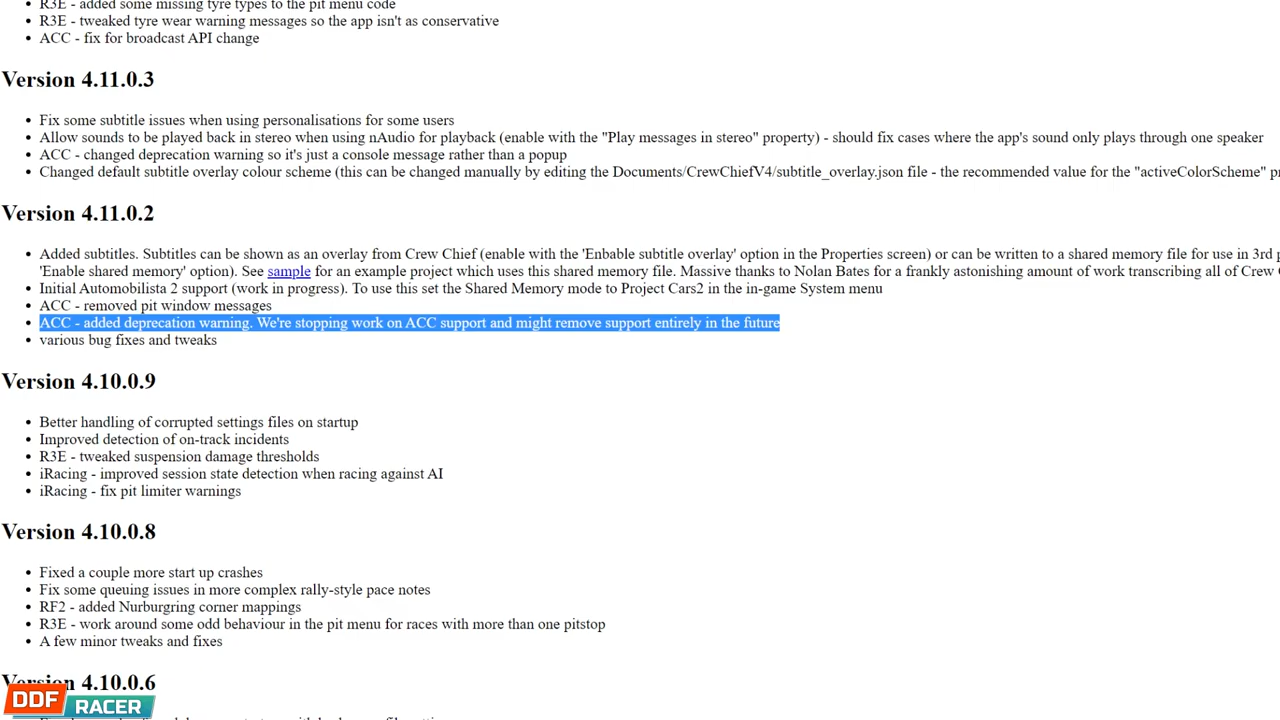 R3E - added some missing tyre types to the pit menu code
R3E - tweaked tyre wear warning messages so the app isn't as conservative
ACC - fix for broadcast API change
Version 4.11.0.3
Fix some subtitle issues when using personalisations for some users
Allow sounds to be played back in stereo when using nAudio for playback (enable with the "Play messages in stereo" property) - should fix cases where the app's sound only plays through one speaker
ACC - changed deprecation warning so it's just a console message rather than a popup
Changed default subtitle overlay colour scheme (this can be changed manually by editing the Documents/CrewChiefV4/subtitle_overlay.json file - the recommended value for the "activeColorScheme"
Version 4.11.0.2
Added subtitles. Subtitles can be shown as an overlay from Crew Chief (enable with the 'Enbable subtitle overlay' option in the Properties screen) or can be written to a shared memory file for use in 3rd
'Enable shared memory' option). See sample for an example project which uses this shared memory file. Massive thanks to Nolan Bates for a frankly astonishing amount of work transcribing all of Crew
Initial Automobilista 2 support (work in progress). To use this set the Shared Memory mode to Project Cars2 in the in-game System menu
ACC - removed pit window messages
ACC - added deprecation warning. We're stopping work on ACC support and might remove support entirely in the future
various bug fixes and tweaks
Version 4.10.0.9
Better handling of corrupted settings files on startup
Improved detection of on-track incidents
R3E - tweaked suspension damage thresholds
iRacing - improved session state detection when racing against AI
iRacing - fix pit limiter warnings
Version 4.10.0.8
Fixed a couple more start up crashes
Fix some queuing issues in more complex rally-style pace notes
RF2 - added Nurburgring corner mappings
R3E - work around some odd behaviour in the pit menu for races with more than one pitstop
A few minor tweaks and fixes
Version 4.10.0.6
DDF RACER